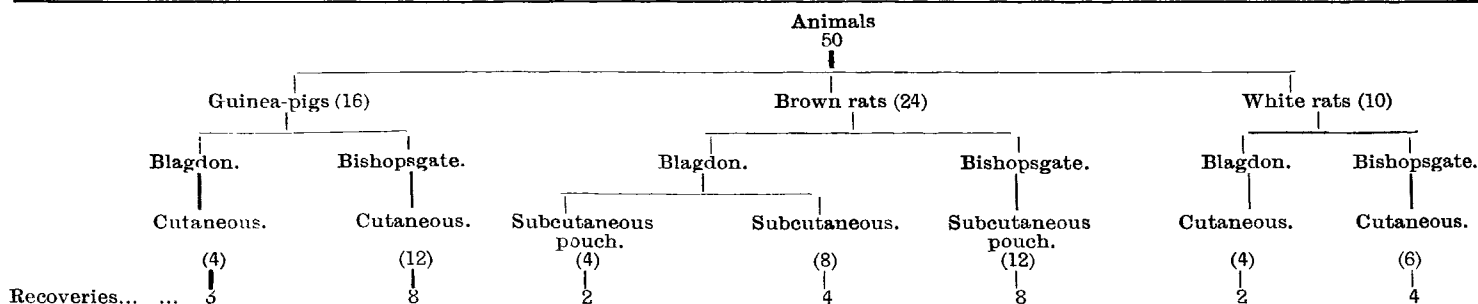 Animals
50
Guinea-pigs (16) Brown rats (24) White rats (10)
Blagdon. Bishopsgate. Blagdon. Bishopsgate. Blagdon. Bishopsgate.
Cutaneous. Cutaneous. Subcutaneous pouch. Subcutaneous. Subcutaneous pouch. Cutaneous. Cutaneous.
(4) (12) (4) (8) (12) (4) (6)
Recoveries... ... 3 8 2 4 8 2 4